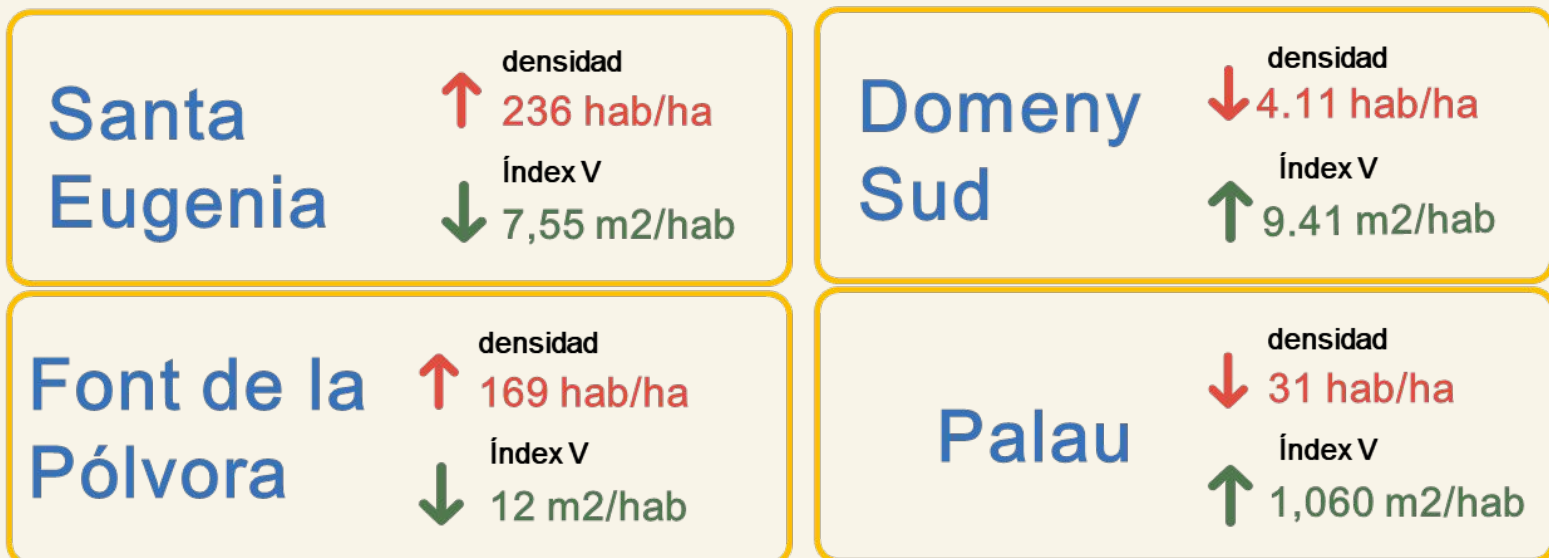 Santa
Eugenia
densidad
236 hab/ha
Índex V
7,55 m2/hab
Domeny
Sud
densidad
4.11 hab/ha
Índex V
9.41 m2/hab
Font de la
Pólvora
densidad
169 hab/ha
Índex V
12 m2/hab
Palau
densidad
31 hab/ha
Índex V
1,060 m2/hab